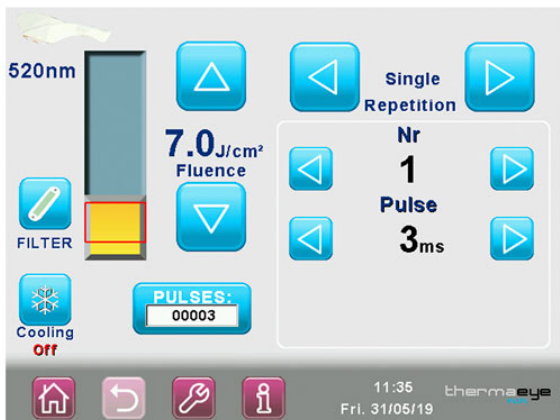 520nm
7.0 J/cm²
Fluence
FILTER
Cooling
Off
PULSES:
00003
Single
Repetition
Nr
1
Pulse
3ms
11:35
Fri. 31/05/19
thermaeye